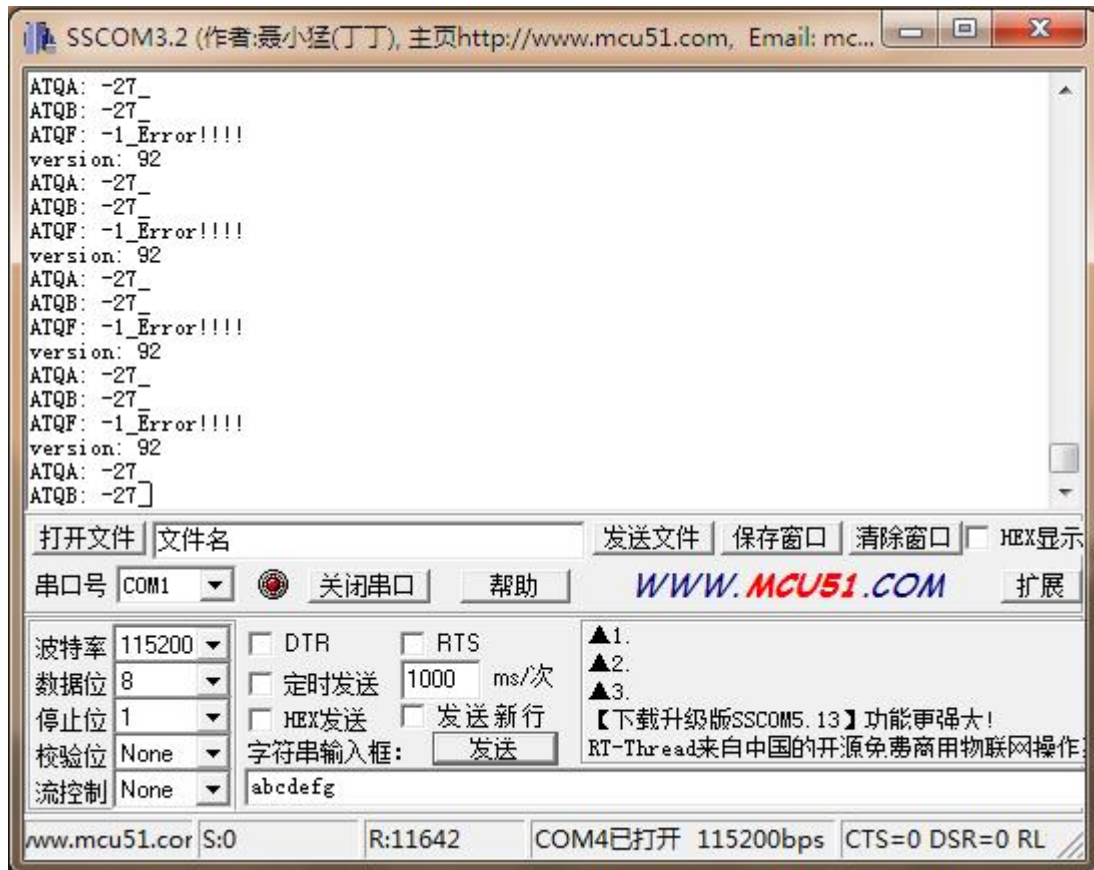 SSCOM3.2 (作者:聂小猛(丁丁), 主页http://www.mcu51.com, Email: mc...
ATQA: -27_
ATQB: -27_
ATQF: -1_Error!!!!
version: 92
ATQA: -27_
ATQB: -27_
ATQF: -1_Error!!!!
version: 92
ATQA: -27_
ATQB: -27_
ATQF: -1_Error!!!!
version: 92
ATQA: -27_
ATQB: -27_
ATQF: -1_Error!!!!
version: 92
ATQA: -27_
ATQB: -27
打开文件 文件名 发送文件 保存窗口 清除窗口 HEX显示
串口号 COM1 关闭串口 帮助 WWW.MCU51.COM 扩展
波特率 115200 DTR RTS
数据位 8 定时发送 1000 ms/次
停止位 1 HEX发送 发送新行
校验位 None 字符串输入框: 发送
流控制 None abcdefg
▲1.
▲2.
▲3.
【下载升级版SSCOM5.13】功能更强大!
RT-Thread来自中国的开源免费商用物联网操作
ww.mcu51.cor S:0 R:11642 COM4已打开 115200bps CTS=0 DSR=0 RL